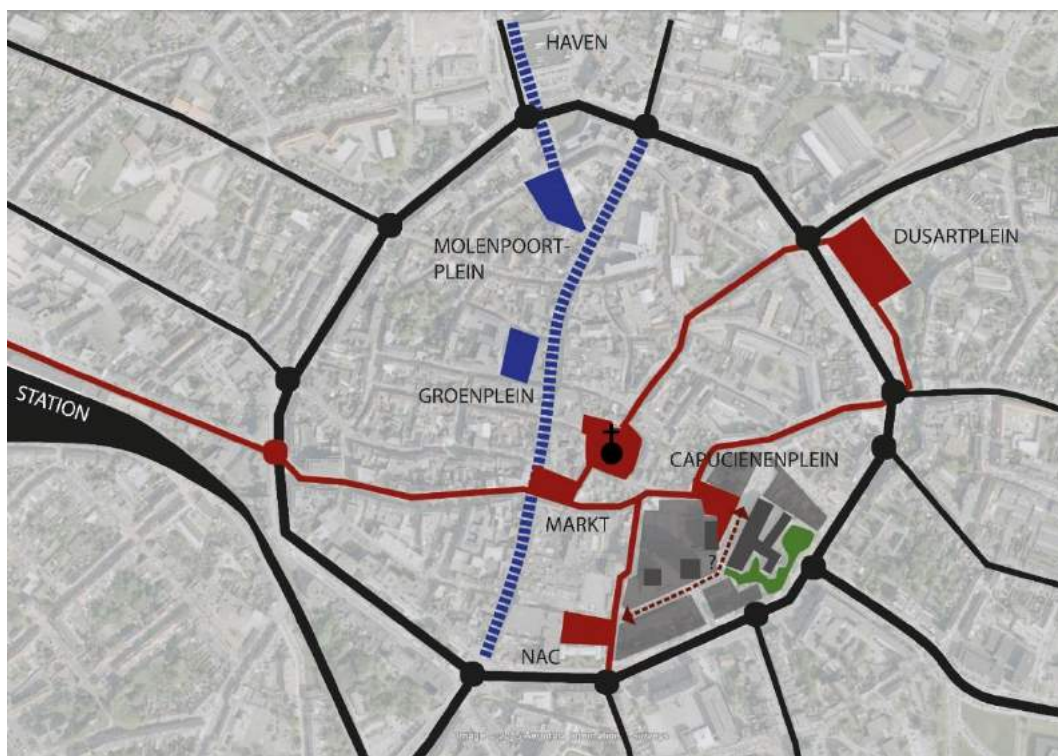 HAVEN
MOLENPOORT-
PLEIN
DUSARTPLEIN
STATION
GROENPLEIN
CAPUCIENENPLEIN
MARKT
?
NAC